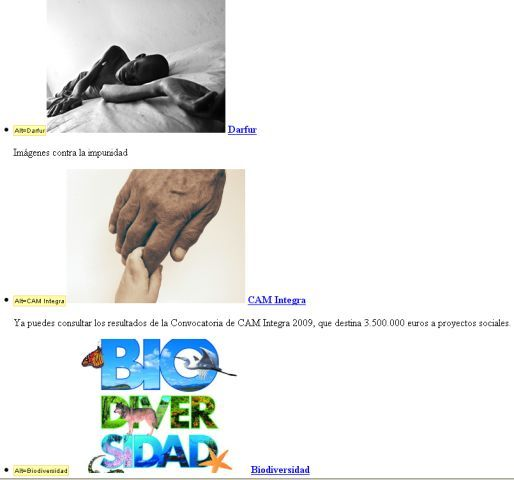 Alt=Darfur Darfur
Imágenes contra la impunidad
Alt=CAM Integra CAM Integra
Ya puedes consultar los resultados de la Convocatoria de CAM Integra 2009, que destina 3.500.000 euros a proyectos sociales.
BIO
DIVER
SIDAD
Alt=Biodiversidad Biodiversidad